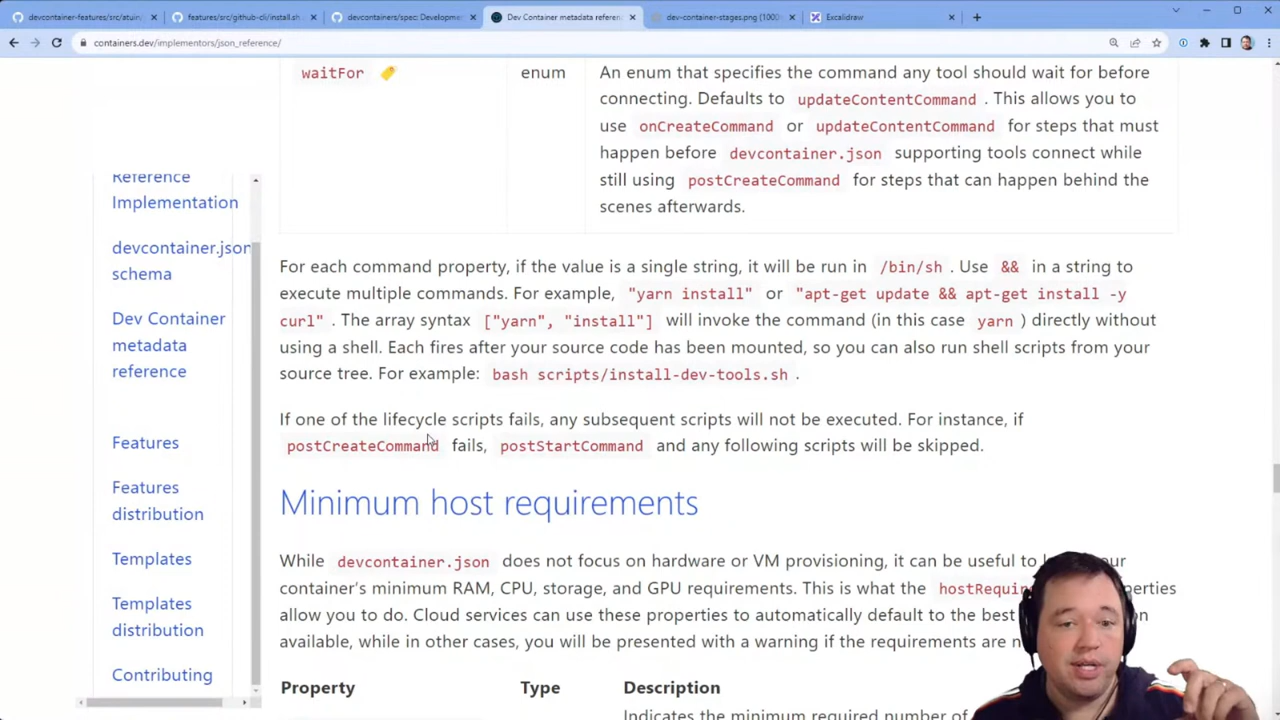 devcontainer-features/src/atuin/
features/src/github-cli/install.sh
devcontainers/spec: Developme
Dev Container metadata referen
dev-container-stages.png (1000
Excalidraw
containers.dev/implementors/json_reference/
Reference
Implementation
devcontainer.json
schema
Dev Container
metadata
reference
Features
Features
distribution
Templates
Templates
distribution
Contributing
waitFor
enum
An enum that specifies the command any tool should wait for before
connecting. Defaults to updateContentCommand . This allows you to
use onCreateCommand or updateContentCommand for steps that must
happen before devcontainer.json supporting tools connect while
still using postCreateCommand for steps that can happen behind the
scenes afterwards.
For each command property, if the value is a single string, it will be run in /bin/sh . Use && in a string to
execute multiple commands. For example, "yarn install" or "apt-get update && apt-get install -y
curl" . The array syntax ["yarn", "install"] will invoke the command (in this case yarn ) directly without
using a shell. Each fires after your source code has been mounted, so you can also run shell scripts from your
source tree. For example: bash scripts/install-dev-tools.sh .
If one of the lifecycle scripts fails, any subsequent scripts will not be executed. For instance, if
postCreateCommand fails, postStartCommand and any following scripts will be skipped.
Minimum host requirements
While devcontainer.json does not focus on hardware or VM provisioning, it can be useful to your
container's minimum RAM, CPU, storage, and GPU requirements. This is what the hostRequi perties
allow you to do. Cloud services can use these properties to automatically default to the best ion
available, while in other cases, you will be presented with a warning if the requirements are
Property Type Description
Indicates the minimum required number of